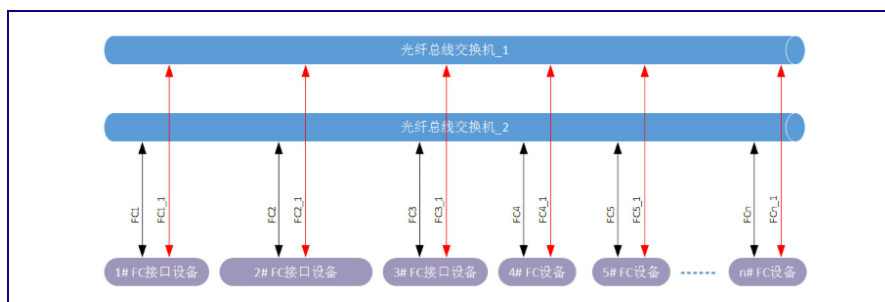 光纤总线交换机_1
光纤总线交换机_2
FC1
FC1_1
FC2
FC2_1
FC3
FC3_1
FC4
FC4_1
FC5
FC5_1
FCn
FCn_1
1# FC接口设备
2# FC接口设备
3# FC接口设备
4# FC设备
5# FC设备
n# FC设备